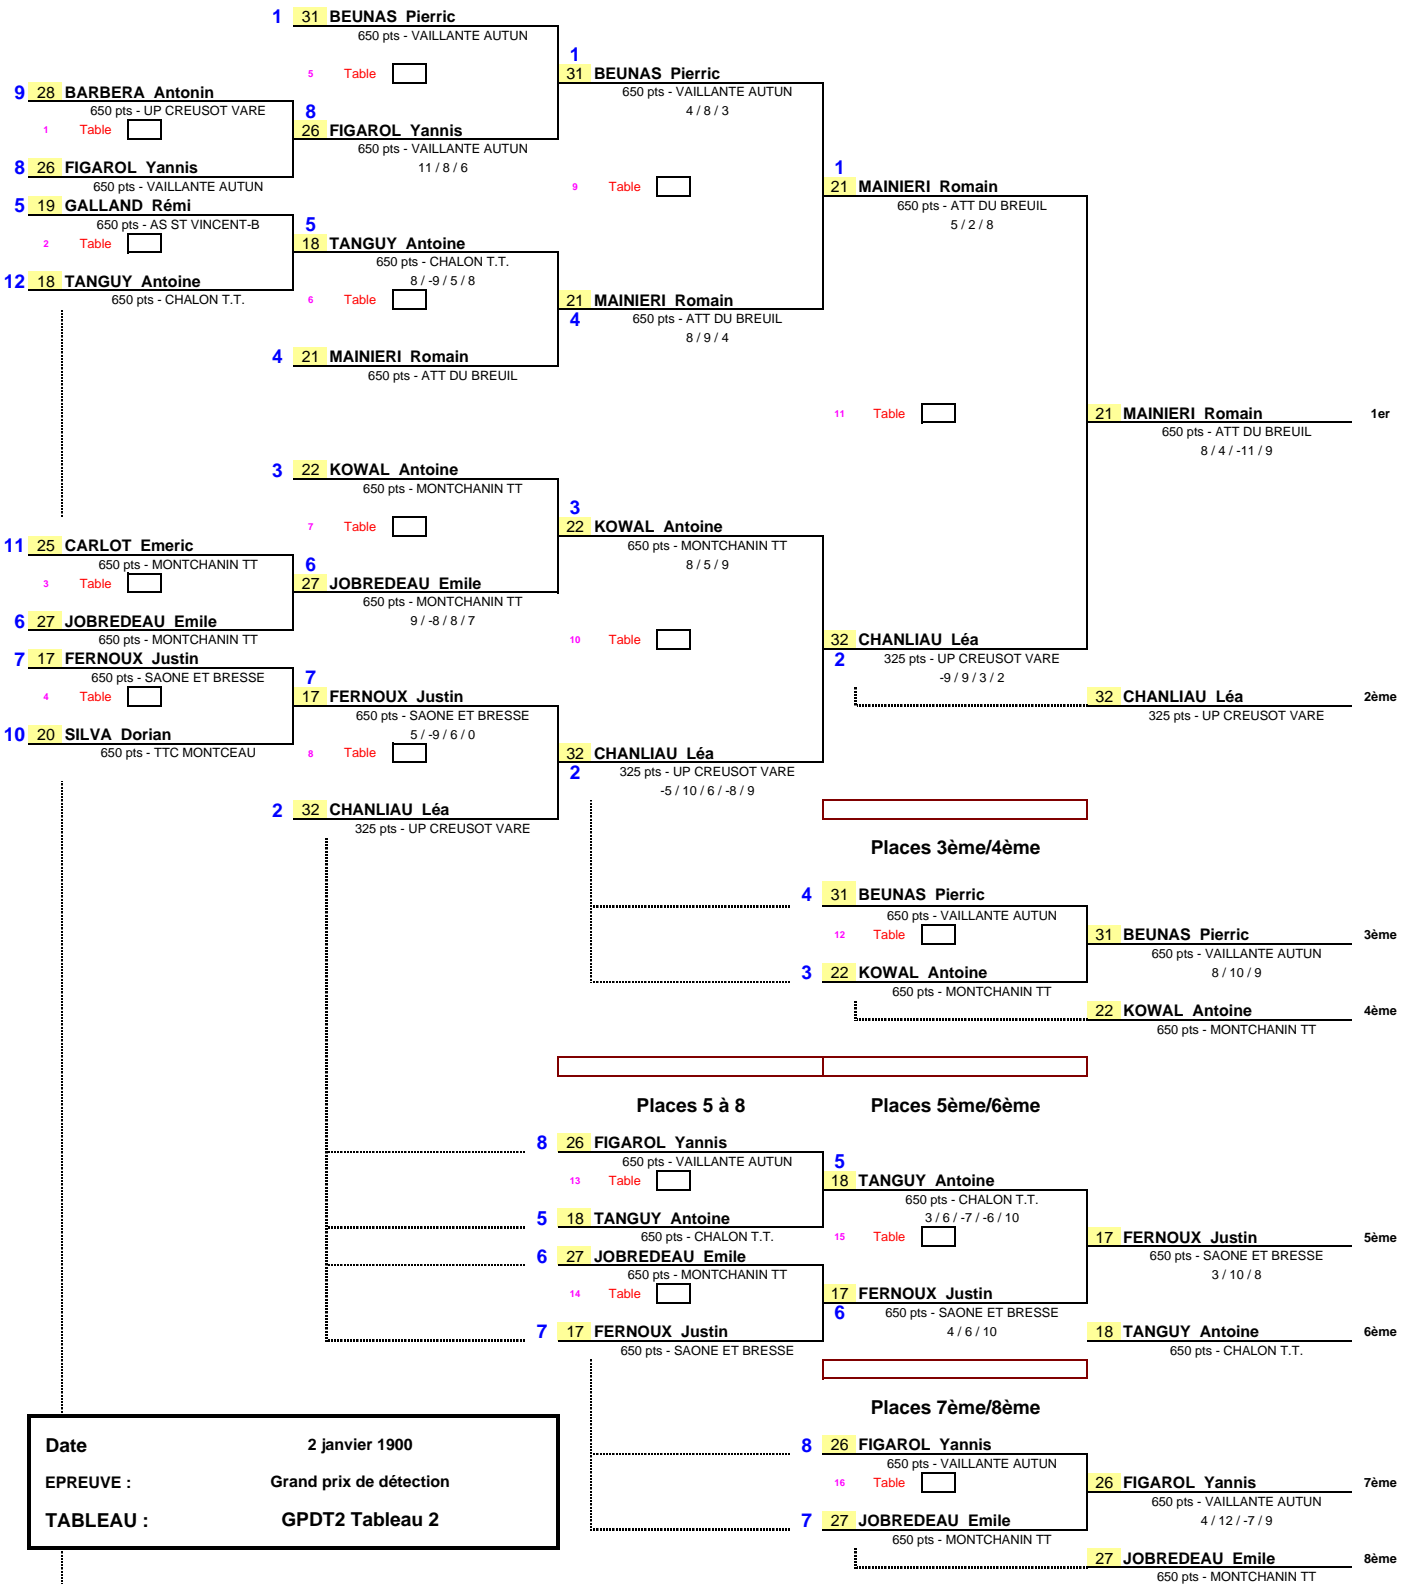 1 31 BEUNAS Pierric
650 pts - VAILLANTE AUTUN
1
5 Table
31 BEUNAS Pierric
650 pts - VAILLANTE AUTUN
4 / 8 / 3
9 28 BARBERA Antonin
650 pts - UP CREUSOT VARE
8
1 Table
26 FIGAROL Yannis
650 pts - VAILLANTE AUTUN
11 / 8 / 6
8 26 FIGAROL Yannis
650 pts - VAILLANTE AUTUN
1
9 Table
21 MAINIERI Romain
650 pts - ATT DU BREUIL
5 / 2 / 8
5 19 GALLAND Rémi
650 pts - AS ST VINCENT-B
5
2 Table
18 TANGUY Antoine
650 pts - CHALON T.T.
8 / -9 / 5 / 8
12 18 TANGUY Antoine
650 pts - CHALON T.T.
6 Table
21 MAINIERI Romain
4
650 pts - ATT DU BREUIL
8 / 9 / 4
4 21 MAINIERI Romain
650 pts - ATT DU BREUIL
11 Table
21 MAINIERI Romain 1er
650 pts - ATT DU BREUIL
8 / 4 / -11 / 9
3 22 KOWAL Antoine
650 pts - MONTCHANIN TT
3
7 Table
22 KOWAL Antoine
650 pts - MONTCHANIN TT
8 / 5 / 9
11 25 CARLOT Emeric
650 pts - MONTCHANIN TT
6
3 Table
27 JOBREDEAU Emile
650 pts - MONTCHANIN TT
9 / -8 / 8 / 7
6 27 JOBREDEAU Emile
650 pts - MONTCHANIN TT
10 Table
32 CHANLIAU Léa
2
325 pts - UP CREUSOT VARE
-9 / 9 / 3 / 2
7 17 FERNOUX Justin
650 pts - SAONE ET BRESSE
7
4 Table
17 FERNOUX Justin
650 pts - SAONE ET BRESSE
5 / -9 / 6 / 0
32 CHANLIAU Léa 2ème
325 pts - UP CREUSOT VARE
10 20 SILVA Dorian
650 pts - TTC MONTCEAU
8 Table
32 CHANLIAU Léa
2
325 pts - UP CREUSOT VARE
-5 / 10 / 6 / -8 / 9
2 32 CHANLIAU Léa
325 pts - UP CREUSOT VARE
Places 3ème/4ème
4 31 BEUNAS Pierric
650 pts - VAILLANTE AUTUN
12 Table
31 BEUNAS Pierric 3ème
650 pts - VAILLANTE AUTUN
8 / 10 / 9
3 22 KOWAL Antoine
650 pts - MONTCHANIN TT
22 KOWAL Antoine 4ème
650 pts - MONTCHANIN TT
Places 5 à 8 Places 5ème/6ème
8 26 FIGAROL Yannis
650 pts - VAILLANTE AUTUN
5
13 Table
18 TANGUY Antoine
650 pts - CHALON T.T.
3 / 6 / -7 / -6 / 10
5 18 TANGUY Antoine
650 pts - CHALON T.T.
15 Table
17 FERNOUX Justin 5ème
650 pts - SAONE ET BRESSE
3 / 10 / 8
6 27 JOBREDEAU Emile
650 pts - MONTCHANIN TT
14 Table
17 FERNOUX Justin
6
650 pts - SAONE ET BRESSE
4 / 6 / 10
7 17 FERNOUX Justin
650 pts - SAONE ET BRESSE
18 TANGUY Antoine 6ème
650 pts - CHALON T.T.
Places 7ème/8ème
8 26 FIGAROL Yannis
650 pts - VAILLANTE AUTUN
16 Table
26 FIGAROL Yannis 7ème
650 pts - VAILLANTE AUTUN
4 / 12 / -7 / 9
7 27 JOBREDEAU Emile
650 pts - MONTCHANIN TT
27 JOBREDEAU Emile 8ème
650 pts - MONTCHANIN TT
Date 2 janvier 1900
EPREUVE : Grand prix de détection
TABLEAU : GPDT2 Tableau 2